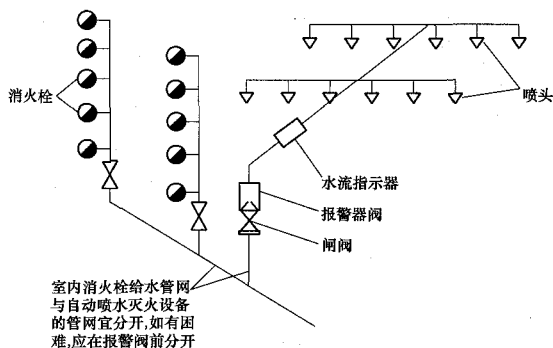 消火栓
喷头
水流指示器
报警器阀
闸阀
室内消火栓给水管网
与自动喷水灭火设备
的管网宜分开,如有困
难,应在报警阀前分开